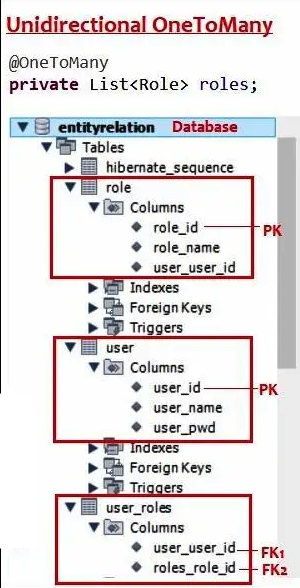 Unidirectional OneToMany
@OneToMany
private List<Role> roles;
entityrelation Database
Tables
hibernate_sequence
role
Columns
role_id PK
role_name
user_user_id
Indexes
Foreign Keys
Triggers
user
Columns
user_id PK
user_name
user_pwd
Indexes
Foreign Keys
Triggers
user_roles
Columns
user_user_id FK1
roles_role_id FK2